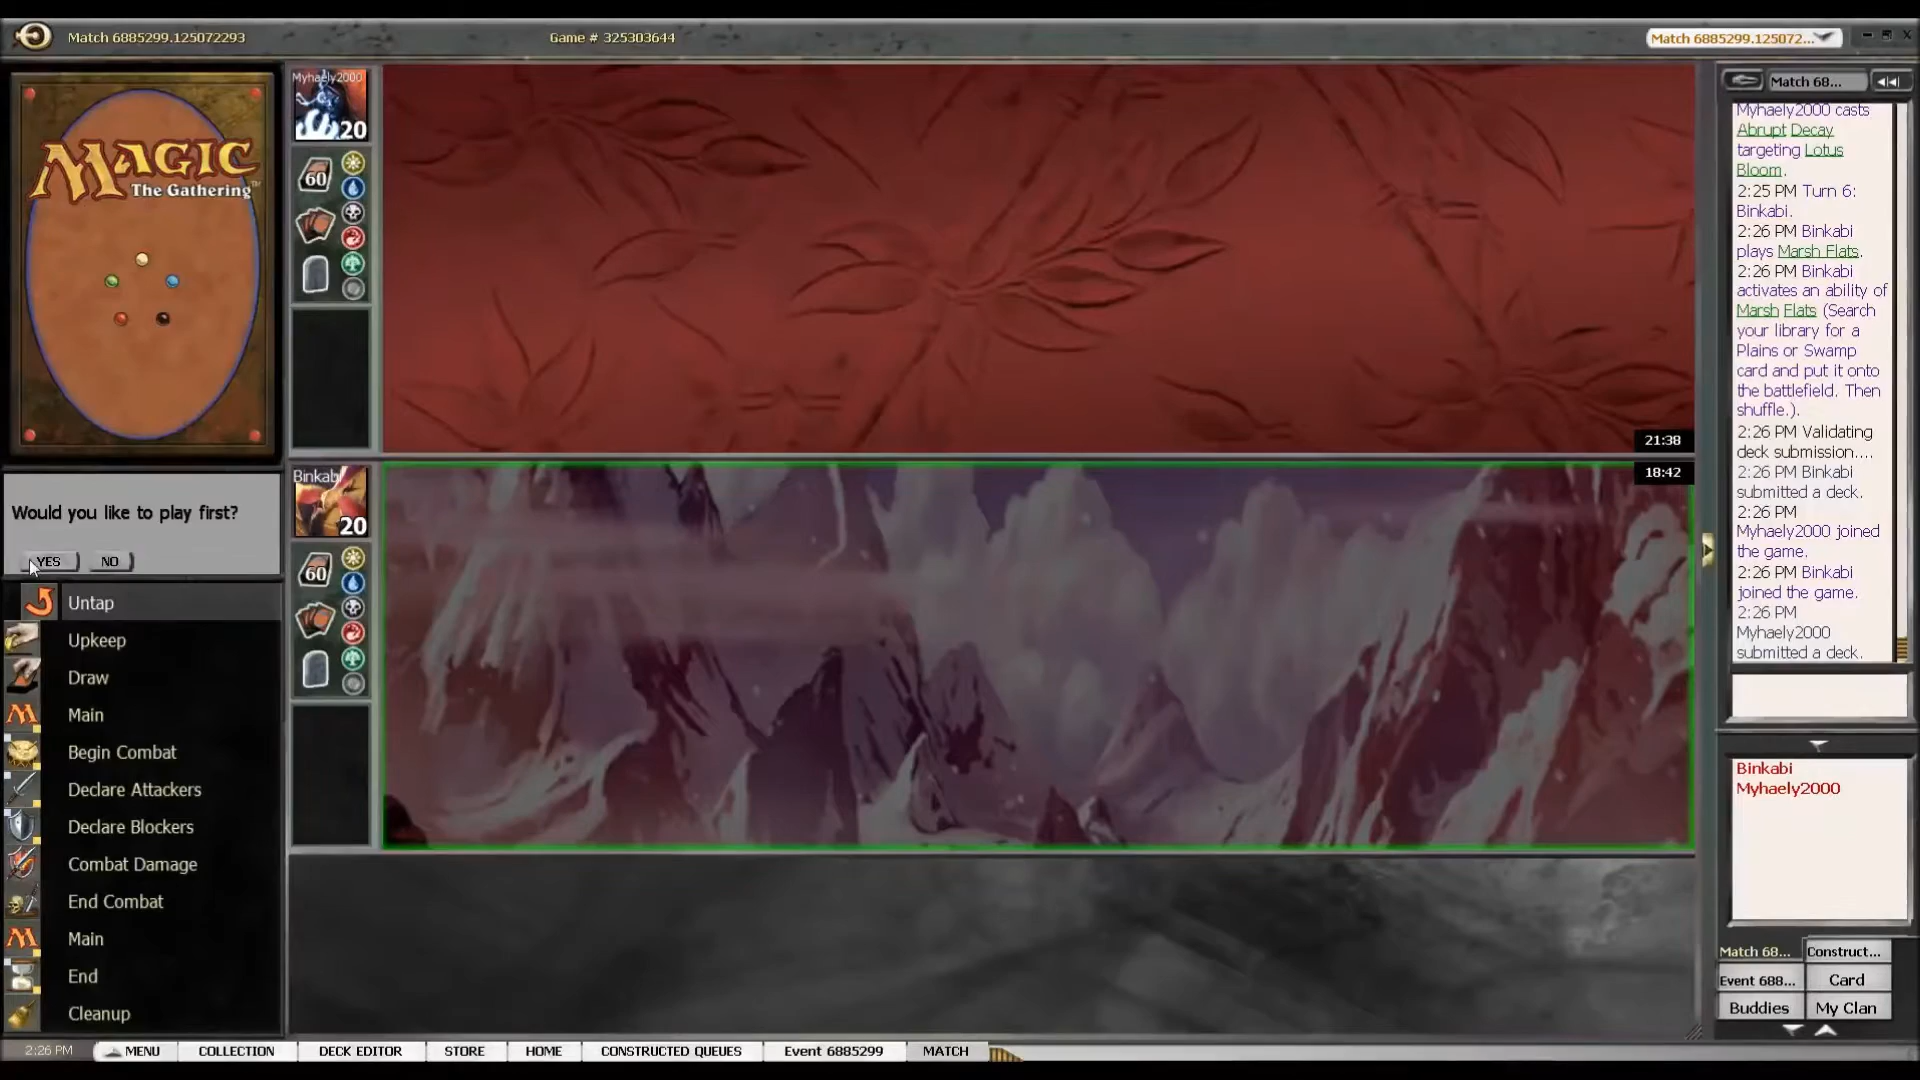 Match 6885299.125072293
Game # 325303644
Match 6885299.125072...
MAGIC
The Gathering
Would you like to play first?
YES
NO
Untap
Upkeep
Draw
Main
Begin Combat
Declare Attackers
Declare Blockers
Combat Damage
End Combat
Main
End
Cleanup
Myhaely2000
20
60
21:38
Binkabi
20
60
18:42
Match 68...
Myhaely2000 casts
Abrupt Decay
targeting Lotus
Bloom.
2:25 PM Turn 6:
Binkabi.
2:26 PM Binkabi
plays Marsh Flats.
2:26 PM Binkabi
activates an ability of
Marsh Flats (Search
your library for a
Plains or Swamp
card and put it onto
the battlefield. Then
shuffle.).
2:26 PM Validating
deck submission....
2:26 PM Binkabi
submitted a deck.
2:26 PM
Myhaely2000 joined
the game.
2:26 PM Binkabi
joined the game.
2:26 PM
Myhaely2000
submitted a deck.
Binkabi
Myhaely2000
Match 68...
Construct...
Event 688...
Card
Buddies
My Clan
2:26 PM
MENU
COLLECTION
DECK EDITOR
STORE
HOME
CONSTRUCTED QUEUES
Event 6885299
MATCH